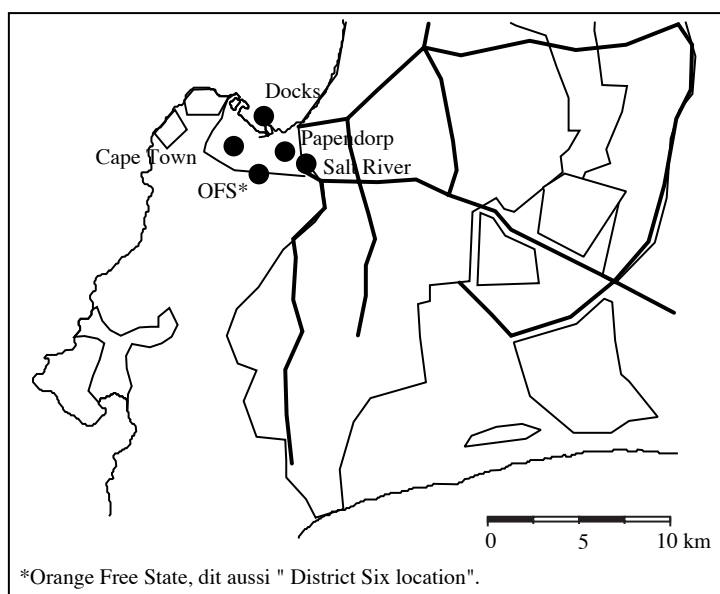 Docks
Papendorp
Cape Town
Salt River
OFS*
0 5 10 km
*Orange Free State, dit aussi " District Six location".